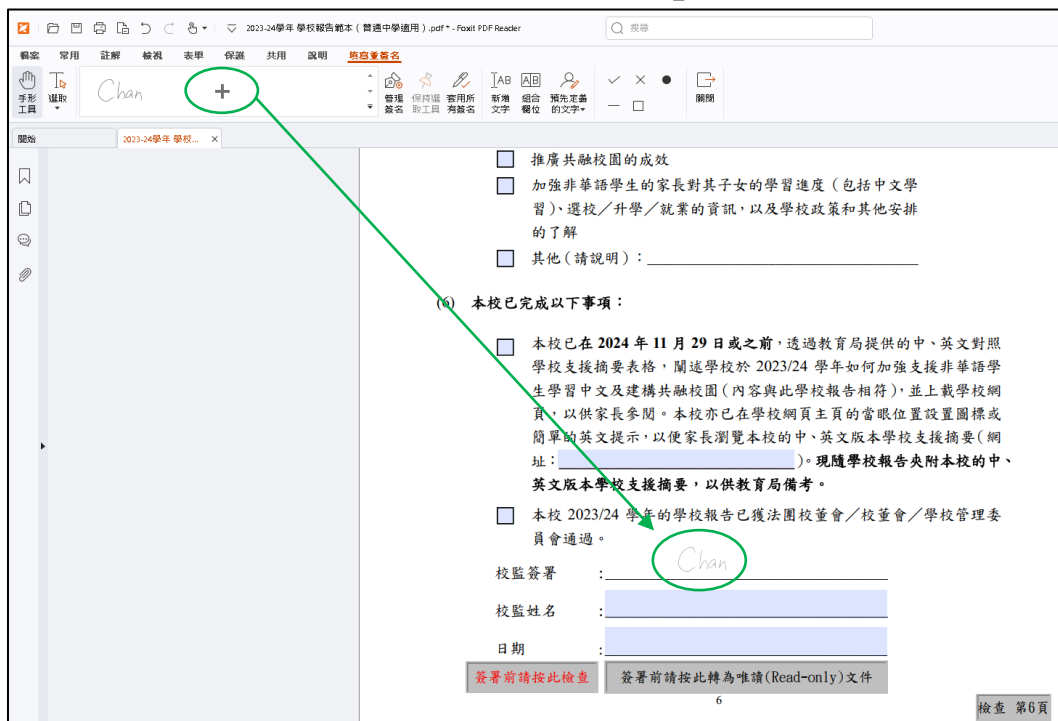 2023-24學年 學校報告範本（普通中學適用）.pdf * - Foxit PDF Reader
搜尋
檔案 常用 註解 檢視 表單 保護 共用 說明 填寫並簽名
手形工具
選取
Chan
管理簽名
保持選取工具
套用所有簽名
新增文字
組合欄位
預先定義的文字
關閉
開始
2023-24學年 學校... ×
推廣共融校園的成效
加強非華語學生的家長對其子女的學習進度（包括中文學
習）、選校／升學／就業的資訊，以及學校政策和其他安排
的了解
其他（請說明）：
(6) 本校已完成以下事項：
本校已在 2024 年 11 月 29 日或之前，透過教育局提供的中、英文對照
學校支援摘要表格，闡述學校於 2023/24 學年如何加強支援非華語學
生學習中文及建構共融校園（內容與此學校報告相符），並上載學校網
頁，以供家長參閱。本校亦已在學校網頁主頁的當眼位置設置圖標或
簡單的英文提示，以便家長瀏覽本校的中、英文版本學校支援摘要（網
址： ）。現隨學校報告夾附本校的中、
英文版本學校支援摘要，以供教育局備考。
本校 2023/24 學年的學校報告已獲法團校董會／校董會／學校管理委
員會通過。
Chan
校監簽署 :
校監姓名 :
日期 :
簽署前請按此檢查 簽署前請按此轉為唯讀(Read-only)文件
6
檢查 第6頁